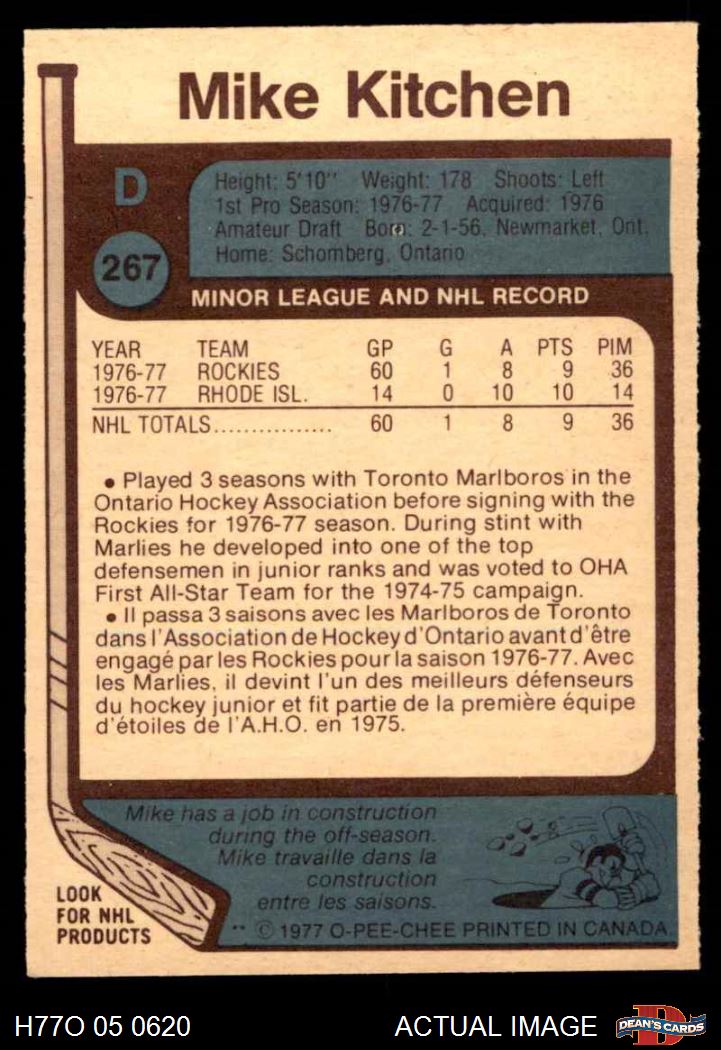 Mike Kitchen
D
267
Height: 5'10'' Weight: 178 Shoots: Left
1st Pro Season: 1976-77 Acquired: 1976
Amateur Draft Born: 2-1-56, Newmarket, Ont.
Home: Schomberg, Ontario
MINOR LEAGUE AND NHL RECORD
YEAR TEAM GP G A PTS PIM
1976-77 ROCKIES 60 1 8 9 36
1976-77 RHODE ISL. 14 0 10 10 14
NHL TOTALS................ 60 1 8 9 36
• Played 3 seasons with Toronto Marlboros in the
Ontario Hockey Association before signing with the
Rockies for 1976-77 season. During stint with
Marlies he developed into one of the top
defensemen in junior ranks and was voted to OHA
First All-Star Team for the 1974-75 campaign.
• Il passa 3 saisons avec les Marlboros de Toronto
dans l'Association de Hockey d'Ontario avant d'être
engagé par les Rockies pour la saison 1976-77. Avec
les Marlies, il devint l'un des meilleurs défenseurs
du hockey junior et fit partie de la première équipe
d'étoiles de l'A.H.O. en 1975.
Mike has a job in construction
during the off-season.
Mike travaille dans la
construction
entre les saisons.
LOOK
FOR NHL
PRODUCTS
** © 1977 O-PEE-CHEE PRINTED IN CANADA
H77O 05 0620
ACTUAL IMAGE
D
DEAN'S CARDS